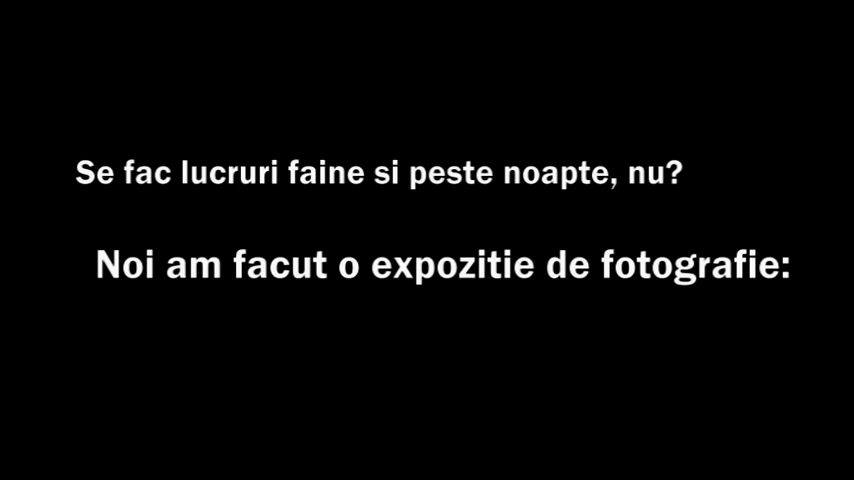 Se fac lucruri faine si peste noapte, nu?
Noi am facut o expozitie de fotografie: